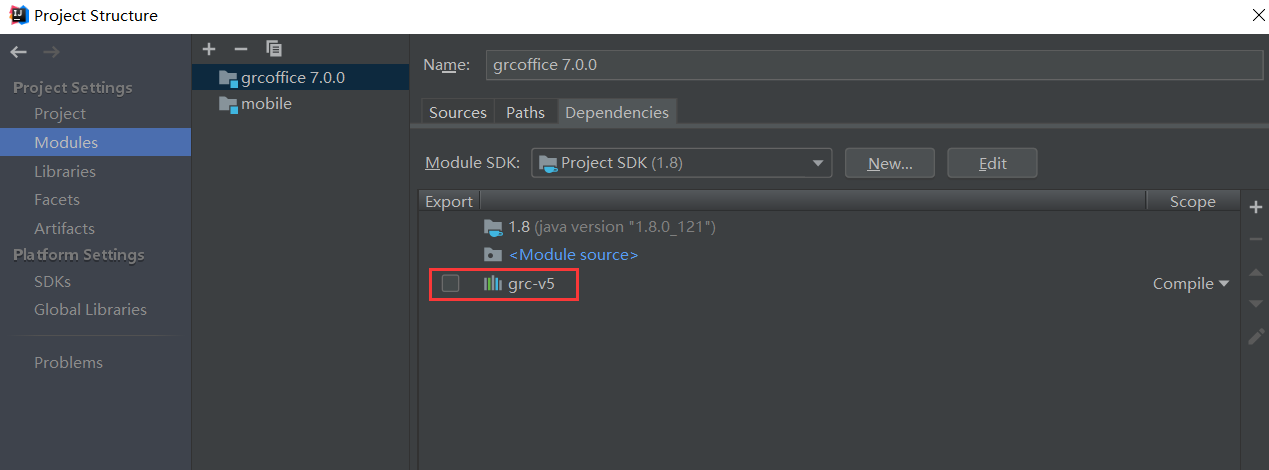 Project Structure
Project Settings
Project
Modules
Libraries
Facets
Artifacts
Platform Settings
SDKs
Global Libraries
Problems
grcoffice 7.0.0
mobile
Name: grcoffice 7.0.0
Sources Paths Dependencies
Module SDK: Project SDK (1.8) New... Edit
Export Scope
1.8 (java version "1.8.0_121")
<Module source>
grc-v5 Compile